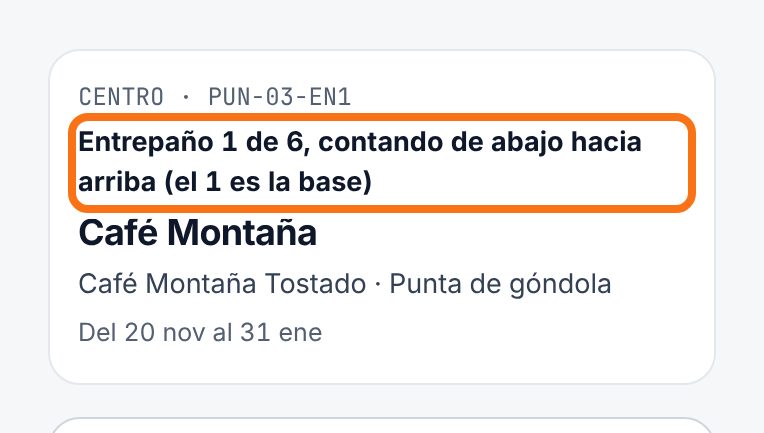 CENTRO · PUN-03-EN1
Entrepaño 1 de 6, contando de abajo hacia
arriba (el 1 es la base)
Café Montaña
Café Montaña Tostado · Punta de góndola
Del 20 nov al 31 ene